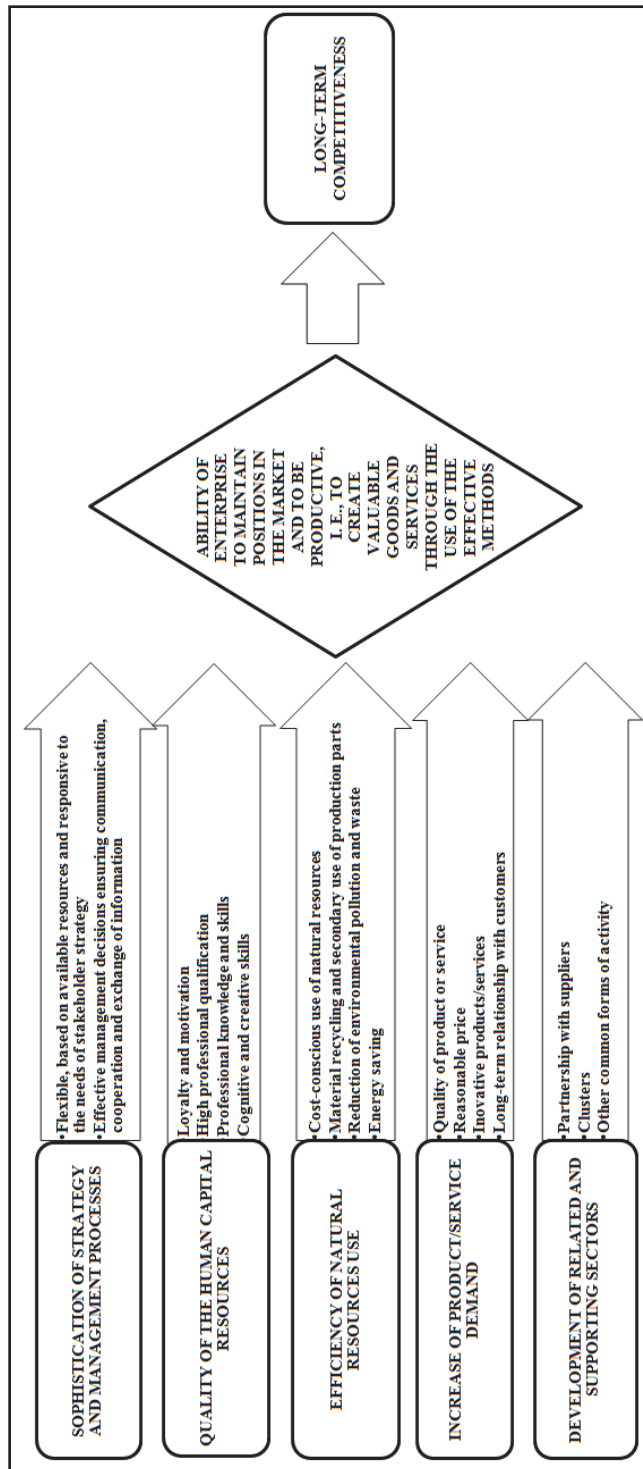 SOPHISTICATION OF STRATEGY
AND MANAGEMENT PROCESSES
•Flexible, based on available resources and responsive to
the needs of stakeholder strategy
•Effective management decisions ensuring communication,
cooperation and exchange of information
QUALITY OF THE HUMAN CAPITAL
RESOURCES
•Loyalty and motivation
•High professional qualification
•Professional knowledge and skills
•Cognitive and creative skills
EFFICIENCY OF NATURAL
RESOURCES USE
•Cost-conscious use of natural resources
•Material recycling and secondary use of production parts
•Reduction of environmental pollution and waste
•Energy saving
INCREASE OF PRODUCT/SERVICE
DEMAND
•Quality of product or service
•Reasonable price
•Inovative products/services
•Long-term relationship with customers
DEVELOPMENT OF RELATED AND
SUPPORTING SECTORS
•Partnership with suppliers
•Clusters
•Other common forms of activity
ABILITY OF
ENTERPRISE
TO MAINTAIN
POSITIONS IN
THE MARKET
AND TO BE
PRODUCTIVE,
I. E., TO
CREATE
VALUABLE
GOODS AND
SERVICES
THROUGH THE
USE OF THE
EFFECTIVE
METHODS
LONG-TERM
COMPETITIVENESS